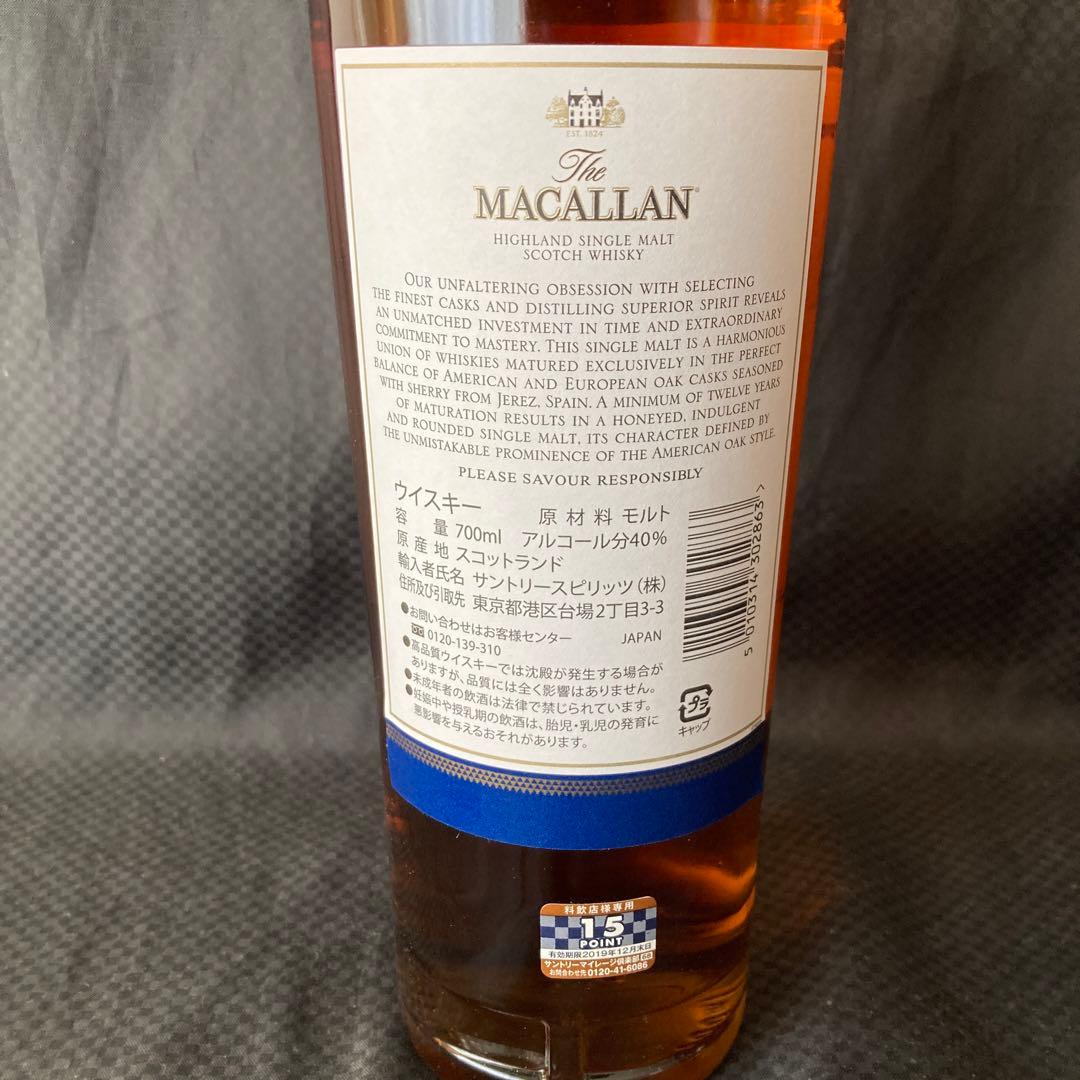 EST. 1824
The
MACALLAN
HIGHLAND SINGLE MALT
SCOTCH WHISKY
OUR UNFALTERING OBSESSION WITH SELECTING
THE FINEST CASKS AND DISTILLING SUPERIOR SPIRIT REVEALS
AN UNMATCHED INVESTMENT IN TIME AND EXTRAORDINARY
COMMITMENT TO MASTERY. THIS SINGLE MALT IS A HARMONIOUS
UNION OF WHISKIES MATURED EXCLUSIVELY IN THE PERFECT
BALANCE OF AMERICAN AND EUROPEAN OAK CASKS SEASONED
WITH SHERRY FROM JEREZ, SPAIN. A MINIMUM OF TWELVE YEARS
OF MATURATION RESULTS IN A HONEYED, INDULGENT
AND ROUNDED SINGLE MALT, ITS CHARACTER DEFINED BY
THE UNMISTAKABLE PROMINENCE OF THE AMERICAN OAK STYLE.
PLEASE SAVOUR RESPONSIBLY
ウイスキー 原材料 モルト
容量 700ml アルコール分40%
原産地 スコットランド
輸入者氏名 サントリースピリッツ(株)
住所及び引取先 東京都港区台場2丁目3-3
●お問い合わせはお客様センター JAPAN
0120-139-310
●高品質ウイスキーでは沈殿が発生する場合が
ありますが、品質には全く影響はありません。
●未成年者の飲酒は法律で禁じられています。
●妊娠中や授乳期の飲酒は、胎児・乳児の発育に
悪影響を与えるおそれがあります。
5 010314 302863 >
プラ
キャップ
料飲店様専用
15
POINT
有効期限2019年12月末日
サントリーマイレージ倶楽部
お問合わせ先 0120-41-6086